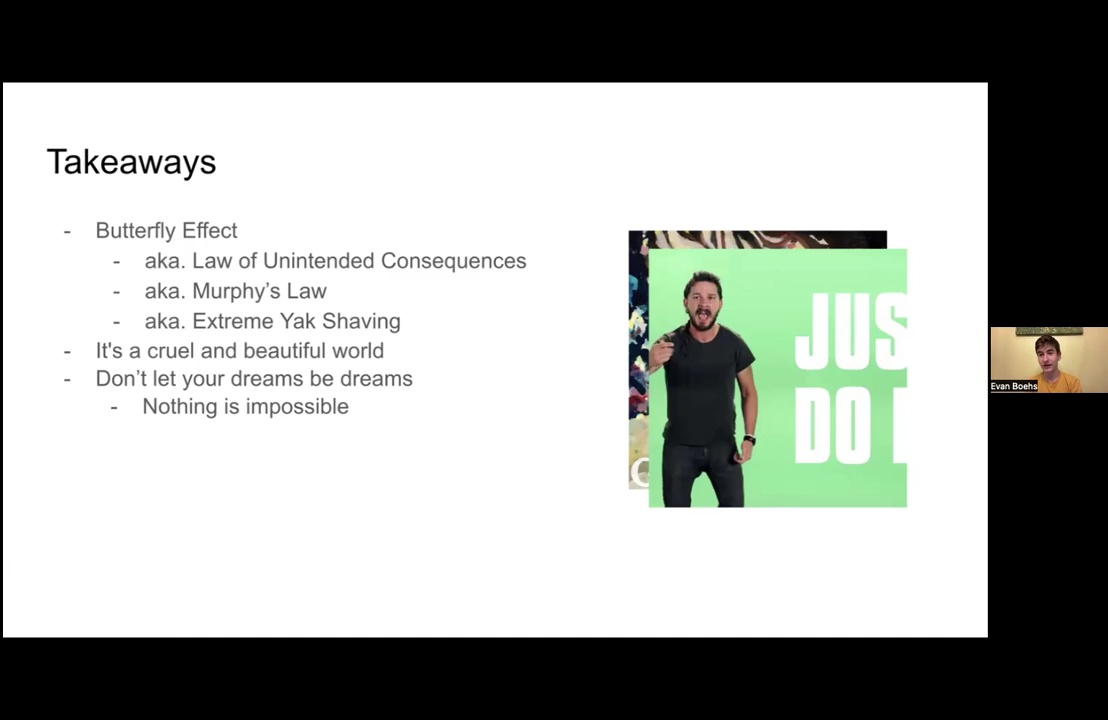 Takeaways
- Butterfly Effect
- aka. Law of Unintended Consequences
- aka. Murphy’s Law
- aka. Extreme Yak Shaving
- It's a cruel and beautiful world
- Don’t let your dreams be dreams
- Nothing is impossible
JUS
DO
Evan Boehs